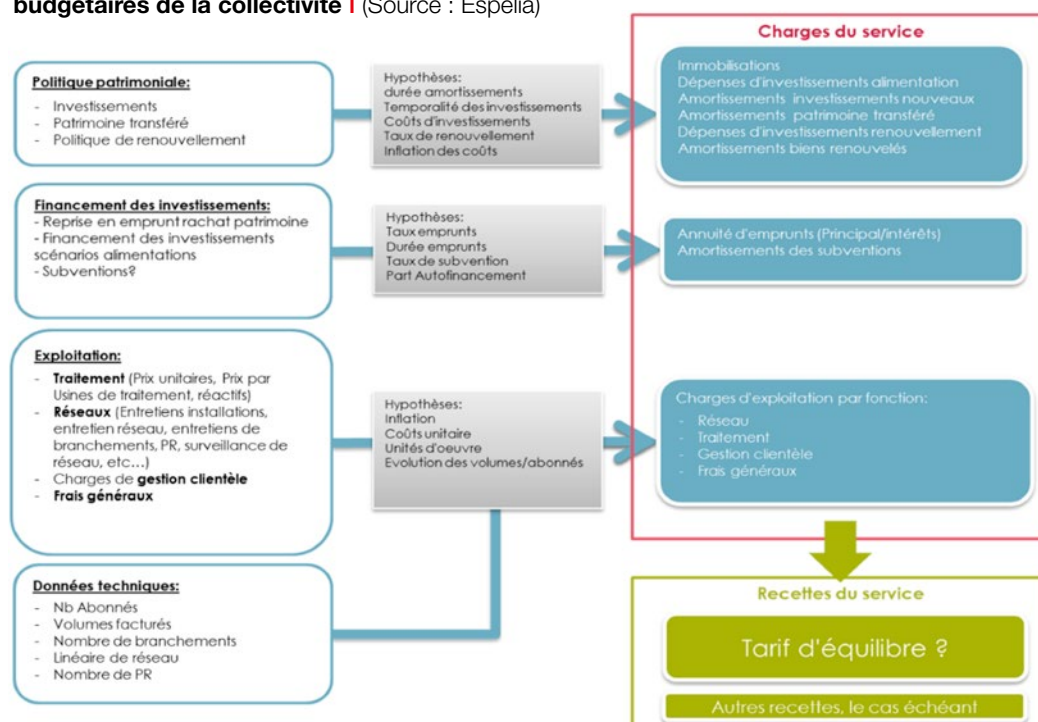 budgétaires de la collectivité I (Source : Espelia)
Politique patrimoniale:
- Investissements
- Patrimoine transféré
- Politique de renouvellement
Hypothèses:
durée amortissements
Temporalité des investissements
Coûts d'investissements
Taux de renouvellement
Inflation des coûts
Charges du service
Immobilisations
Dépenses d'investissements alimentation
Amortissements investissements nouveaux
Amortissements patrimoine transféré
Dépenses d'investissements renouvellement
Amortissements biens renouvelés
Financement des investissements:
- Reprise en emprunt rachat patrimoine
- Financement des investissements
scénarios alimentations
- Subventions?
Hypothèses:
Taux emprunts
Durée emprunts
Taux de subvention
Part Autofinancement
Annuité d'emprunts (Principal/intérêts)
Amortissements des subventions
Exploitation:
- Traitement (Prix unitaires, Prix par
Usines de traitement, réactifs)
- Réseaux (Entretiens installations,
entretien réseau, entretiens de
branchements, PR, surveillance de
réseau, etc...)
- Charges de gestion clientèle
- Frais généraux
Hypothèses:
Inflation
Coûts unitaire
Unités d'oeuvre
Evolution des volumes/abonnés
Charges d'exploitation par fonction:
- Réseau
- Traitement
- Gestion clientèle
- Frais généraux
Données techniques:
- Nb Abonnés
- Volumes facturés
- Nombre de branchements
- Linéaire de réseau
- Nombre de PR
Recettes du service
Tarif d'équilibre ?
Autres recettes, le cas échéant